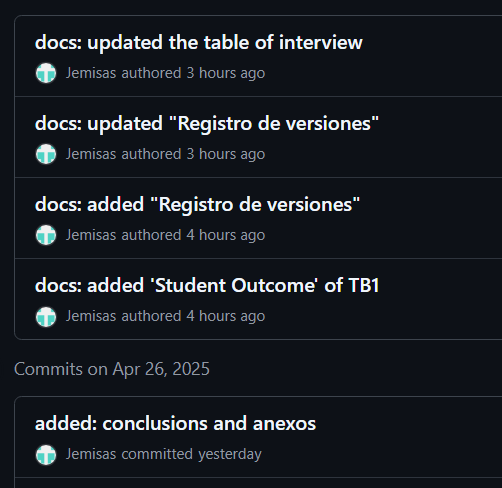 docs: updated the table of interview
Jemisas authored 3 hours ago
docs: updated "Registro de versiones"
Jemisas authored 3 hours ago
docs: added "Registro de versiones"
Jemisas authored 4 hours ago
docs: added 'Student Outcome' of TB1
Jemisas authored 4 hours ago
Commits on Apr 26, 2025
added: conclusions and anexos
Jemisas committed yesterday